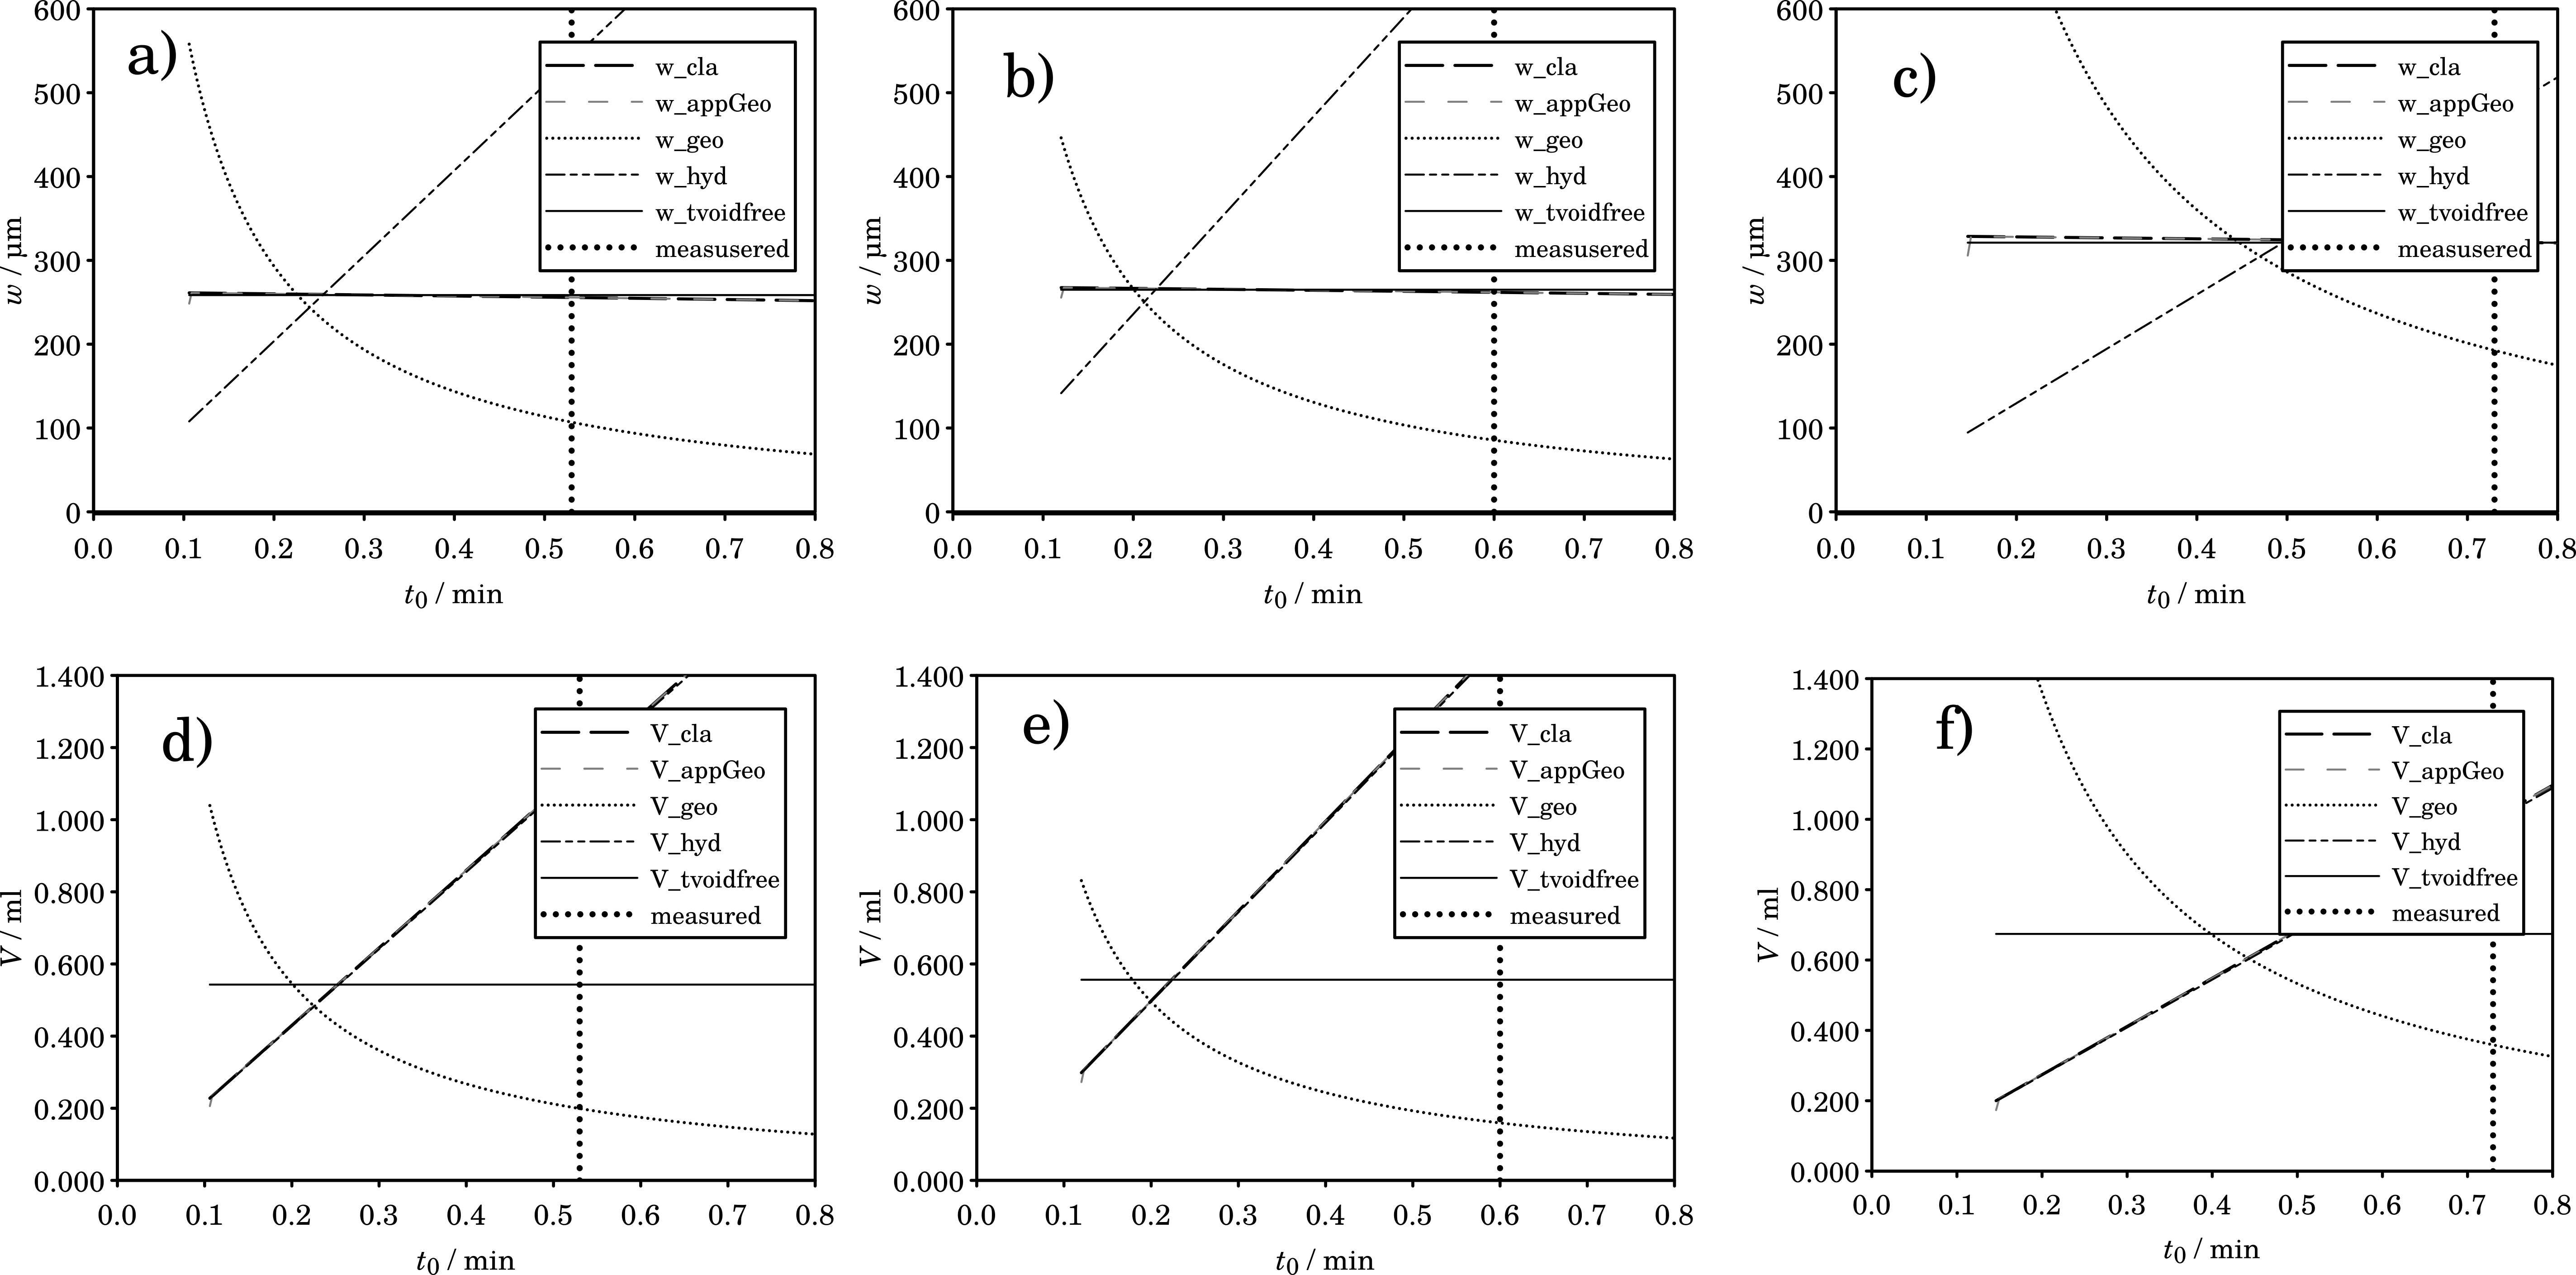 a)
600
500
400
300
200
100
0
w / µm
0.0 0.1 0.2 0.3 0.4 0.5 0.6 0.7 0.8
t0 / min
w_cla
w_appGeo
w_geo
w_hyd
w_tvoidfree
measusered
b)
600
500
400
300
200
100
0
w / µm
0.0 0.1 0.2 0.3 0.4 0.5 0.6 0.7 0.8
t0 / min
w_cla
w_appGeo
w_geo
w_hyd
w_tvoidfree
measusered
c)
600
500
400
300
200
100
0
w / µm
0.0 0.1 0.2 0.3 0.4 0.5 0.6 0.7 0.8
t0 / min
w_cla
w_appGeo
w_geo
w_hyd
w_tvoidfree
measusered
d)
1.400
1.200
1.000
0.800
0.600
0.400
0.200
0.000
V / ml
0.0 0.1 0.2 0.3 0.4 0.5 0.6 0.7 0.8
t0 / min
V_cla
V_appGeo
V_geo
V_hyd
V_tvoidfree
measured
e)
1.400
1.200
1.000
0.800
0.600
0.400
0.200
0.000
V / ml
0.0 0.1 0.2 0.3 0.4 0.5 0.6 0.7 0.8
t0 / min
V_cla
V_appGeo
V_geo
V_hyd
V_tvoidfree
measured
f)
1.400
1.200
1.000
0.800
0.600
0.400
0.200
0.000
V / ml
0.0 0.1 0.2 0.3 0.4 0.5 0.6 0.7 0.8
t0 / min
V_cla
V_appGeo
V_geo
V_hyd
V_tvoidfree
measured